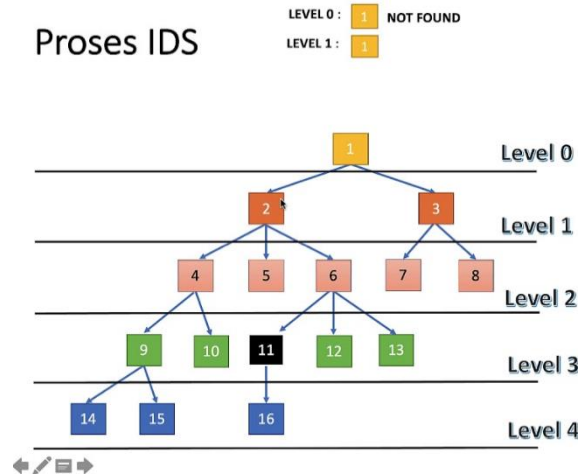 LEVEL 0 : 1 NOT FOUND
Proses IDS
LEVEL 1 : 1
1
Level 0
2 3
Level 1
4 5 6 7 8
Level 2
9 10 11 12 13
Level 3
14 15 16
Level 4